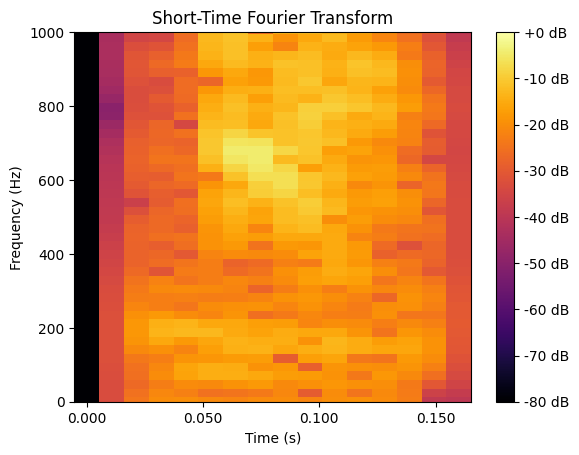 Short-Time Fourier Transform
1000
800
600
400
200
0
Frequency (Hz)
0.000
0.050
0.100
0.150
Time (s)
+0 dB
-10 dB
-20 dB
-30 dB
-40 dB
-50 dB
-60 dB
-70 dB
-80 dB